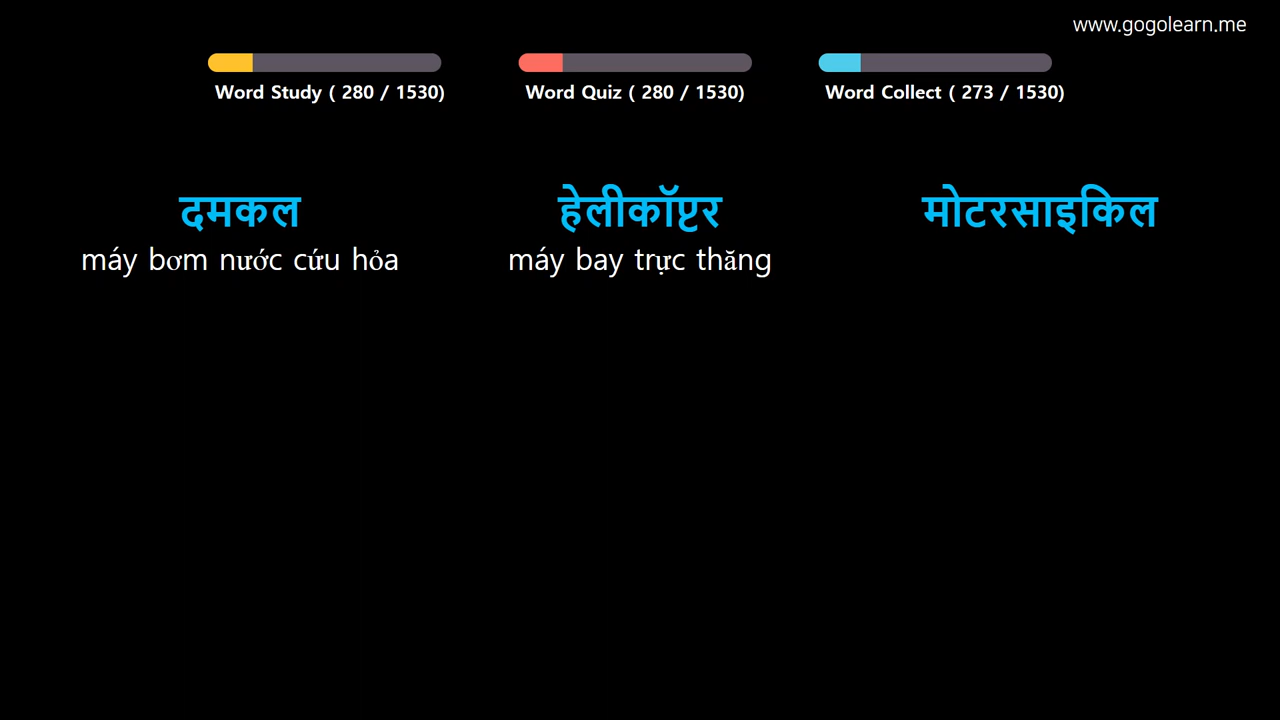 www.gogolearn.me
Word Study ( 280 / 1530)
Word Quiz ( 280 / 1530)
Word Collect ( 273 / 1530)
दमकल
máy bơm nước cứu hỏa
हेलीकॉप्टर
máy bay trực thăng
मोटरसाइकिल